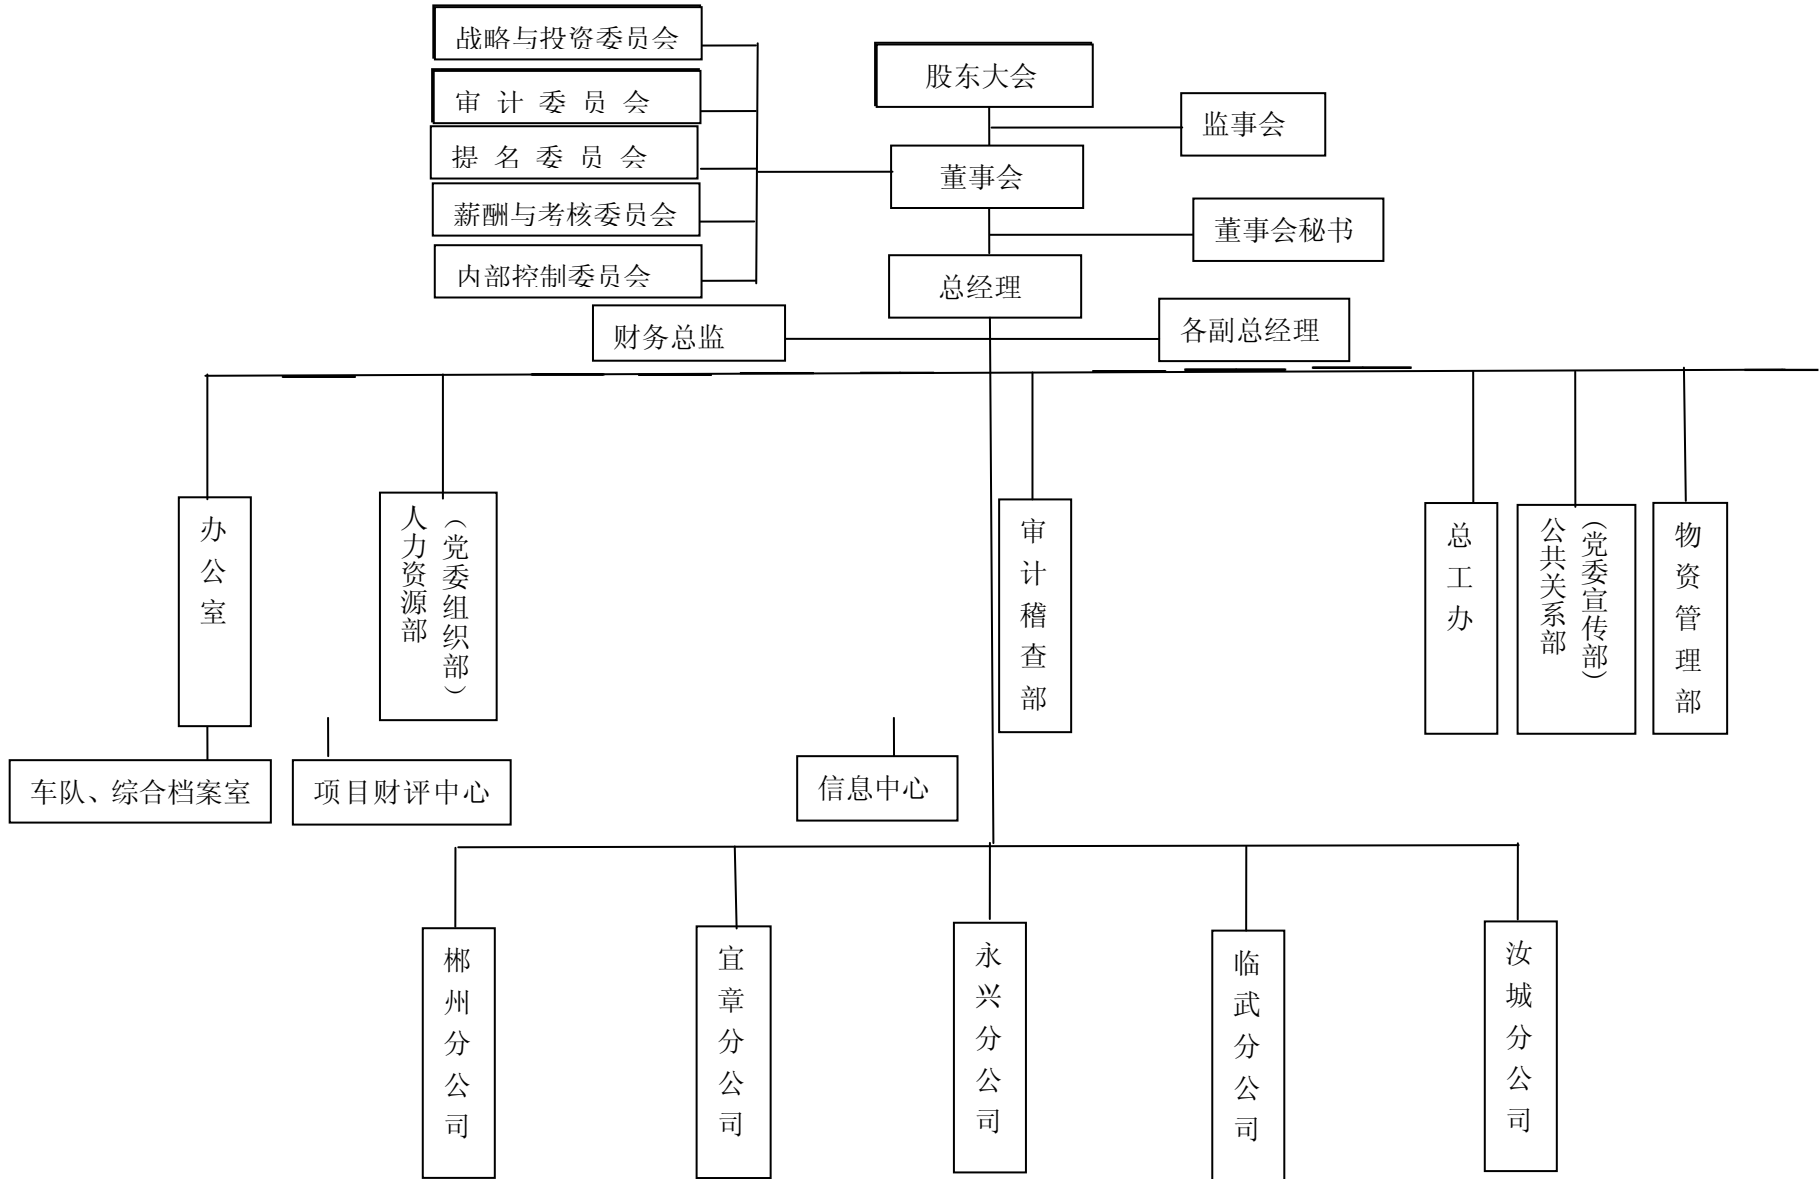 战略与投资委员会
股东大会
审计委员会
监事会
提名委员会
董事会
薪酬与考核委员会
董事会秘书
内部控制委员会
总经理
财务总监
各副总经理
办公室
人力资源部
（党委组织部）
审计稽查部
总工办
公共关系部
（党委宣传部）
物资管理部
车队、综合档案室
项目财评中心
信息中心
郴州分公司
宜章分公司
永兴分公司
临武分公司
汝城分公司